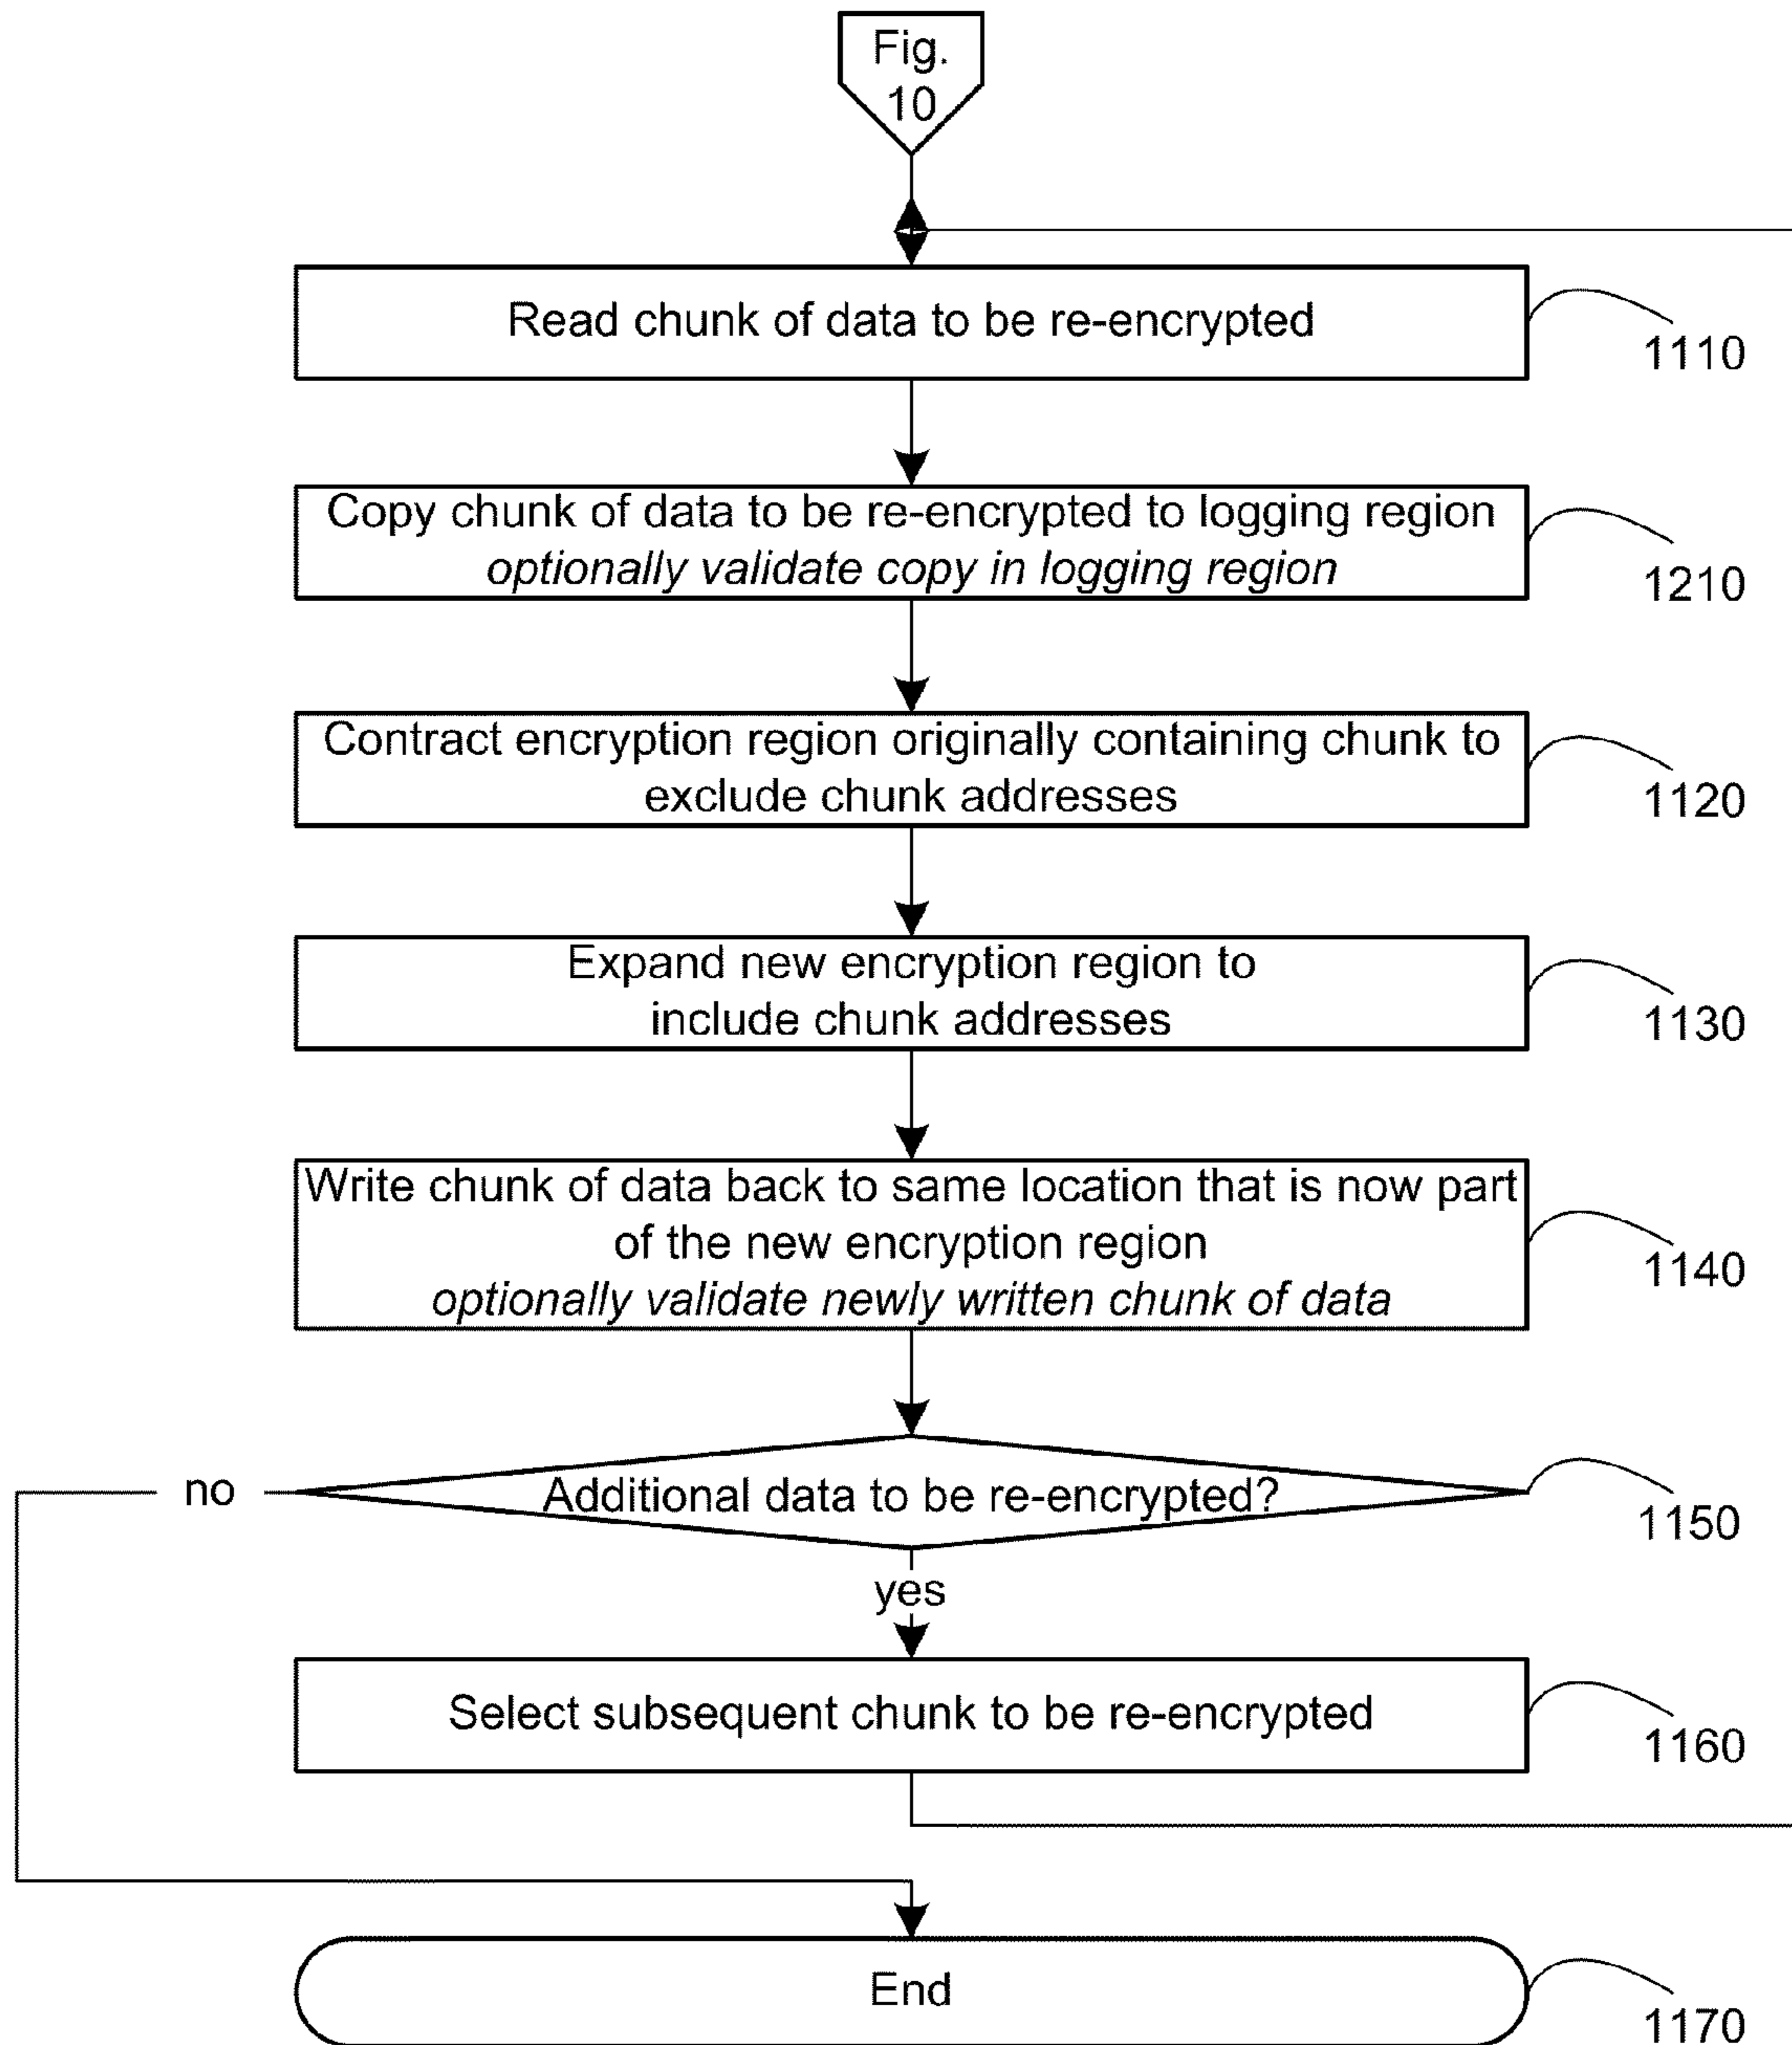 Fig.
10
Read chunk of data to be re-encrypted
1110
Copy chunk of data to be re-encrypted to logging region
optionally validate copy in logging region
1210
Contract encryption region originally containing chunk to
exclude chunk addresses
1120
Expand new encryption region to
include chunk addresses
1130
Write chunk of data back to same location that is now part
of the new encryption region
optionally validate newly written chunk of data
1140
no
Additional data to be re-encrypted?
1150
yes
Select subsequent chunk to be re-encrypted
1160
End
1170